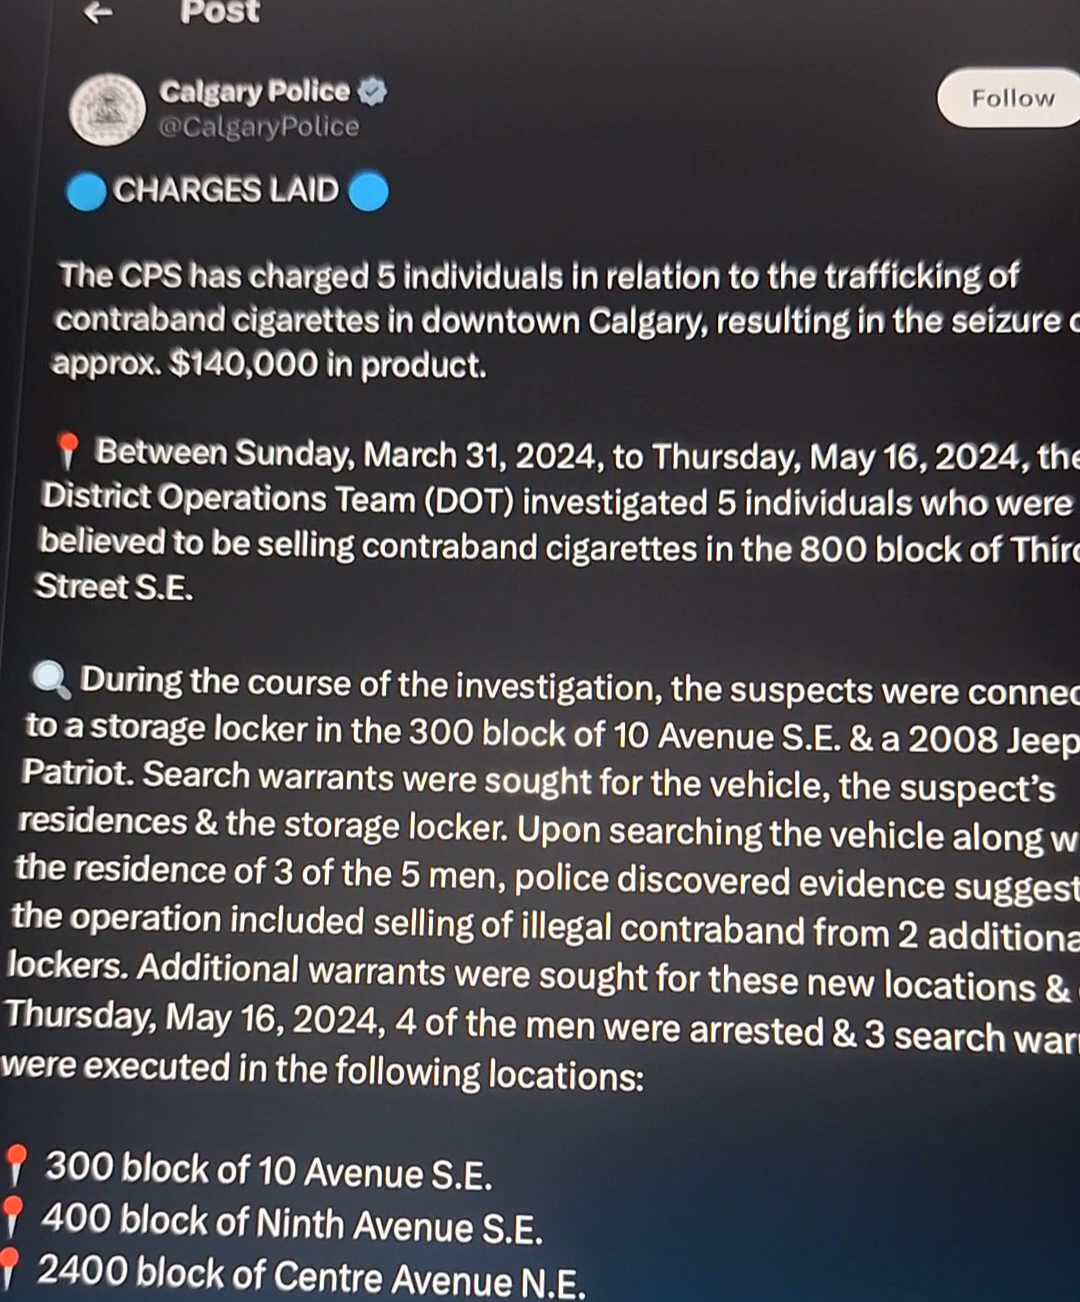 Post
Calgary Police
@CalgaryPolice
Follow
CHARGES LAID
The CPS has charged 5 individuals in relation to the trafficking of
contraband cigarettes in downtown Calgary, resulting in the seizure
approx. $140,000 in product.
Between Sunday, March 31, 2024, to Thursday, May 16, 2024, the
District Operations Team (DOT) investigated 5 individuals who were
believed to be selling contraband cigarettes in the 800 block of Third
Street S.E.
During the course of the investigation, the suspects were connec
to a storage locker in the 300 block of 10 Avenue S.E. & a 2008 Jeep
Patriot. Search warrants were sought for the vehicle, the suspect's
residences & the storage locker. Upon searching the vehicle along w
the residence of 3 of the 5 men, police discovered evidence suggest
the operation included selling of illegal contraband from 2 additiona
lockers. Additional warrants were sought for these new locations &
Thursday, May 16, 2024, 4 of the men were arrested & 3 search warr
were executed in the following locations:
300 block of 10 Avenue S.E.
400 block of Ninth Avenue S.E.
2400 block of Centre Avenue N.E.